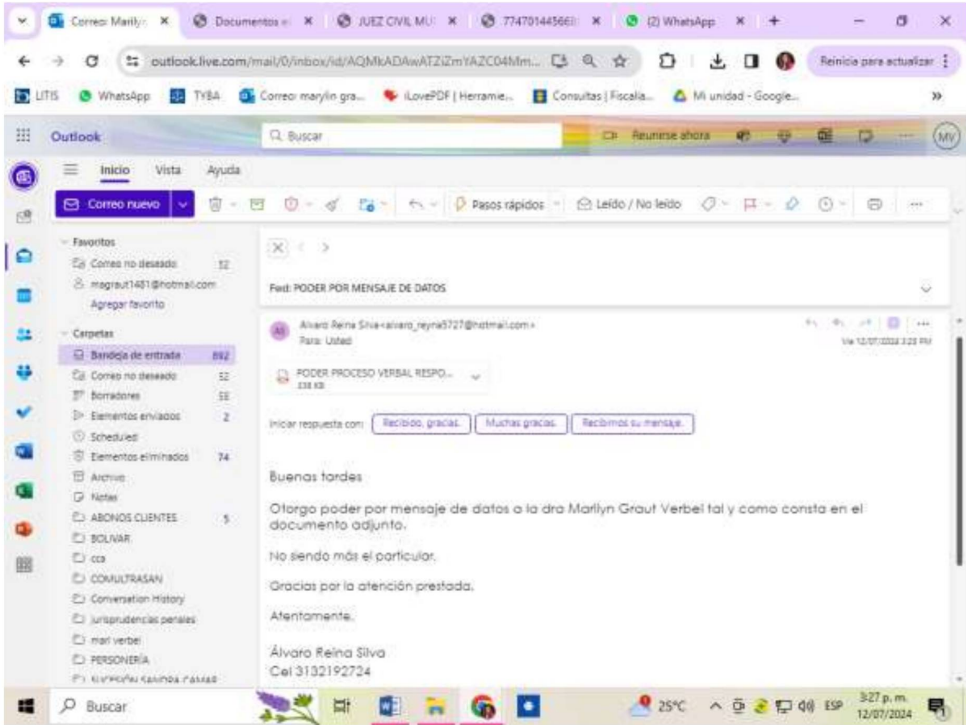 Correo: Marilyn
Documentos e
JUEZ CIVIL MU
77470144566
(2) WhatsApp
outlook.live.com/mail/0/inbox/id/AQMkADAwATZiZmYAZC04Mm...
Reinicia para actualizar
LITIS
WhatsApp
TYBA
Correo: marylin gra...
iLovePDF | Herramie...
Consultas | Fiscalía...
Mi unidad - Google...
Outlook
Buscar
Reunirse ahora
MV
Inicio Vista Ayuda
Correo nuevo
Pasos rápidos
Leído / No leído
Favoritos
Correo no deseado 52
magraut1481@hotmail.com
Agregar favorito
Carpetas
Bandeja de entrada 892
Correo no deseado 52
Borradores 58
Elementos enviados 2
Scheduled
Elementos eliminados 74
Archivo
Notes
ABONOS CLIENTES 5
BOLIVAR
cca
COMULTRASAN
Conversation History
jurisprudencias penales
mari verbel
PERSONERÍA
Fwd: PODER POR MENSAJE DE DATOS
AS
Alvaro Reina Silva<alvaro_reyna5727@hotmail.com>
Para: Usted
Vie 12/07/2024 3:23 PM
PODER PROCESO VERBAL RESPO...
338 KB
Iniciar respuesta con:
Recibido, gracias.
Muchas gracias.
Recibimos su mensaje.
Buenas tardes
Otorgo poder por mensaje de datos a la dra Marilyn Graut Verbel tal y como consta en el
documento adjunto.
No siendo más el particular,
Gracias por la atención prestada.
Atentamente,
Álvaro Reina Silva
Cel 3132192724
Buscar
25°C
ESP
3:27 p. m.
12/07/2024